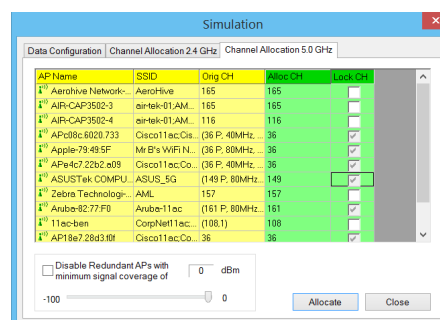 Simulation
Data Configuration Channel Allocation 2.4 GHz Channel Allocation 5.0 GHz
AP Name SSID Orig CH Alloc CH Lock CH
Aerohive Network-... AeroHive 165 165
AIR-CAP3502-3 air-tek-01;AM... 165 165
AIR-CAP3502-4 air-tek-01;AM... 116 116
APc08c.6020.733 Cisco11ac;Cis... (36 P, 40MHz, ... 36
Apple-79:49:5F Mr B's WiFi N... (36 P, 80MHz, ... 36
APe4c7.22b2.a09 Cisco11ac;Co... (36 P, 40MHz, ... 36
ASUSTek COMPU... ASUS_5G (149 P, 80MHz... 149
Zebra Technologi-... AML 157 157
Aruba-82:77:F0 Aruba-11ac (161 P, 80MHz... 161
11ac-ben CorpNet11ac;... (108,1) 108
AP18e7.28d3.f0f Cisco11ac;Co... 36 36
Disable Redundant APs with
minimum signal coverage of 0 dBm
-100 0
Allocate Close